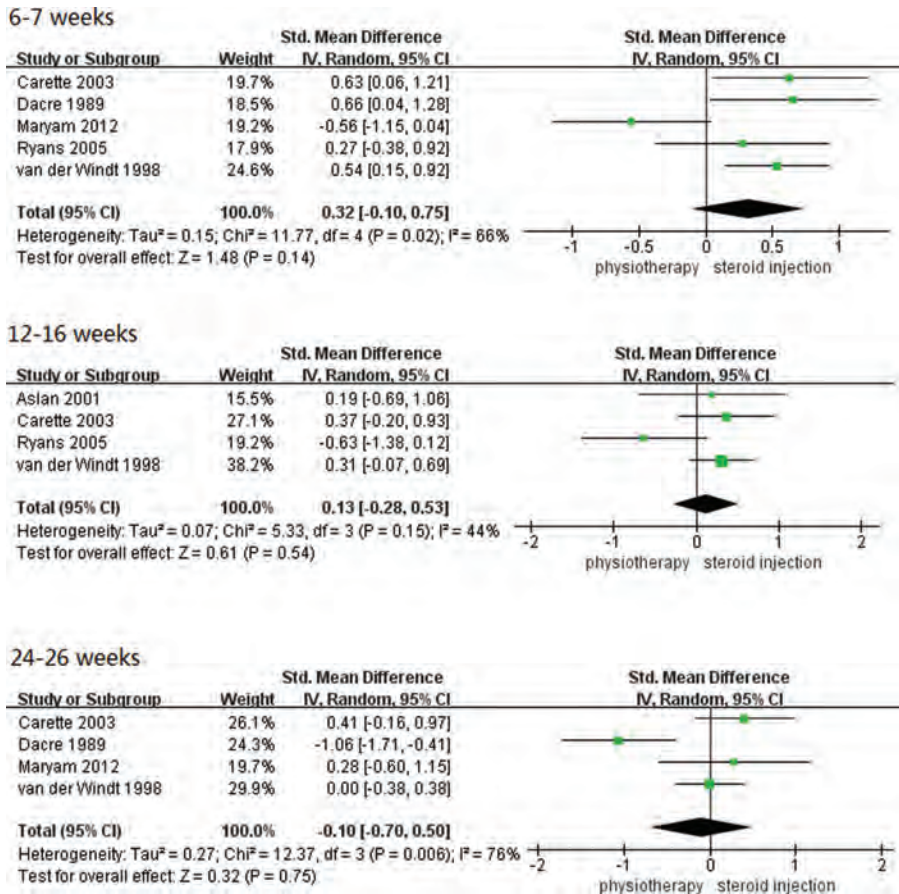 6-7 weeks
Std. Mean Difference Std. Mean Difference
Study or Subgroup Weight IV, Random, 95% CI IV, Random, 95% CI
Carette 2003 19.7% 0.63 [0.06, 1.21]
Dacre 1989 18.5% 0.66 [0.04, 1.28]
Maryam 2012 19.2% -0.56 [-1.15, 0.04]
Ryans 2005 17.9% 0.27 [-0.38, 0.92]
van der Windt 1998 24.6% 0.54 [0.15, 0.92]
Total (95% CI) 100.0% 0.32 [-0.10, 0.75]
Heterogeneity: Tau² = 0.15; Chi² = 11.77, df = 4 (P = 0.02); I² = 66%
Test for overall effect: Z = 1.48 (P = 0.14)
-1 -0.5 0 0.5 1
physiotherapy steroid injection
12-16 weeks
Std. Mean Difference Std. Mean Difference
Study or Subgroup Weight IV, Random, 95% CI IV, Random, 95% CI
Aslan 2001 15.5% 0.19 [-0.69, 1.06]
Carette 2003 27.1% 0.37 [-0.20, 0.93]
Ryans 2005 19.2% -0.63 [-1.38, 0.12]
van der Windt 1998 38.2% 0.31 [-0.07, 0.69]
Total (95% CI) 100.0% 0.13 [-0.28, 0.53]
Heterogeneity: Tau² = 0.07; Chi² = 5.33, df = 3 (P = 0.15); I² = 44%
Test for overall effect: Z = 0.61 (P = 0.54)
-2 -1 0 1 2
physiotherapy steroid injection
24-26 weeks
Std. Mean Difference Std. Mean Difference
Study or Subgroup Weight IV, Random, 95% CI IV, Random, 95% CI
Carette 2003 26.1% 0.41 [-0.16, 0.97]
Dacre 1989 24.3% -1.06 [-1.71, -0.41]
Maryam 2012 19.7% 0.28 [-0.60, 1.15]
van der Windt 1998 29.9% 0.00 [-0.38, 0.38]
Total (95% CI) 100.0% -0.10 [-0.70, 0.50]
Heterogeneity: Tau² = 0.27; Chi² = 12.37, df = 3 (P = 0.006); I² = 76%
Test for overall effect: Z = 0.32 (P = 0.75)
-2 -1 0 1 2
physiotherapy steroid injection